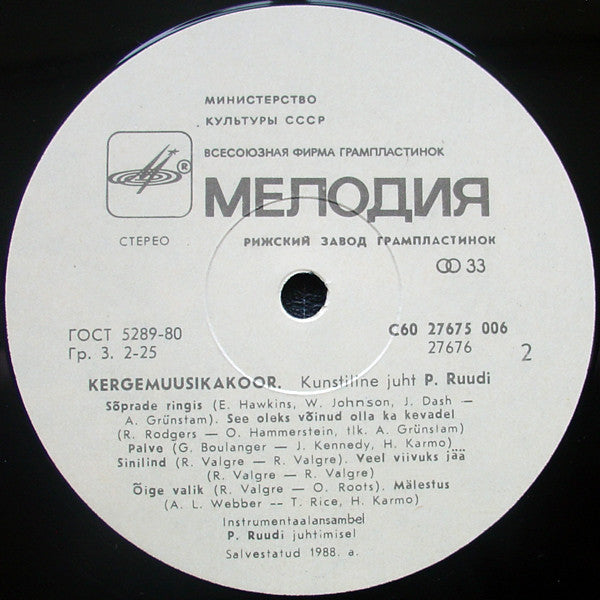 МИНИСТЕРСТВО
КУЛЬТУРЫ СССР
ВСЕСОЮЗНАЯ ФИРМА ГРАМПЛАСТИНОК
®
МЕЛОДИЯ
СТЕРЕО
РИЖСКИЙ ЗАВОД ГРАМПЛАСТИНОК
33
ГОСТ 5289-80
Гр. 3. 2-25
С60 27675 006
27676
2
KERGEMUUSIKAKOOR. Kunstiline juht P. Ruudi
Sõprade ringis (E. Hawkins, W. Johnson, J. Dash —
A. Grünstam). See oleks võinud olla ka kevadel
(R. Rodgers — O. Hammerstein, tlk. A. Grünslam)
Palve (G. Boulanger — J. Kennedy, H. Karmo)
Sinilind (R. Valgre — R. Valgre). Veel viivuks jää
(R. Valgre — R. Valgre)
Õige valik (R. Valgre — O. Roots). Mälestus
(A. L. Webber — T. Rice, H. Karmo)
Instrumentaalansambel
P. Ruudi juhtimisel
Salvestatud 1988. a.